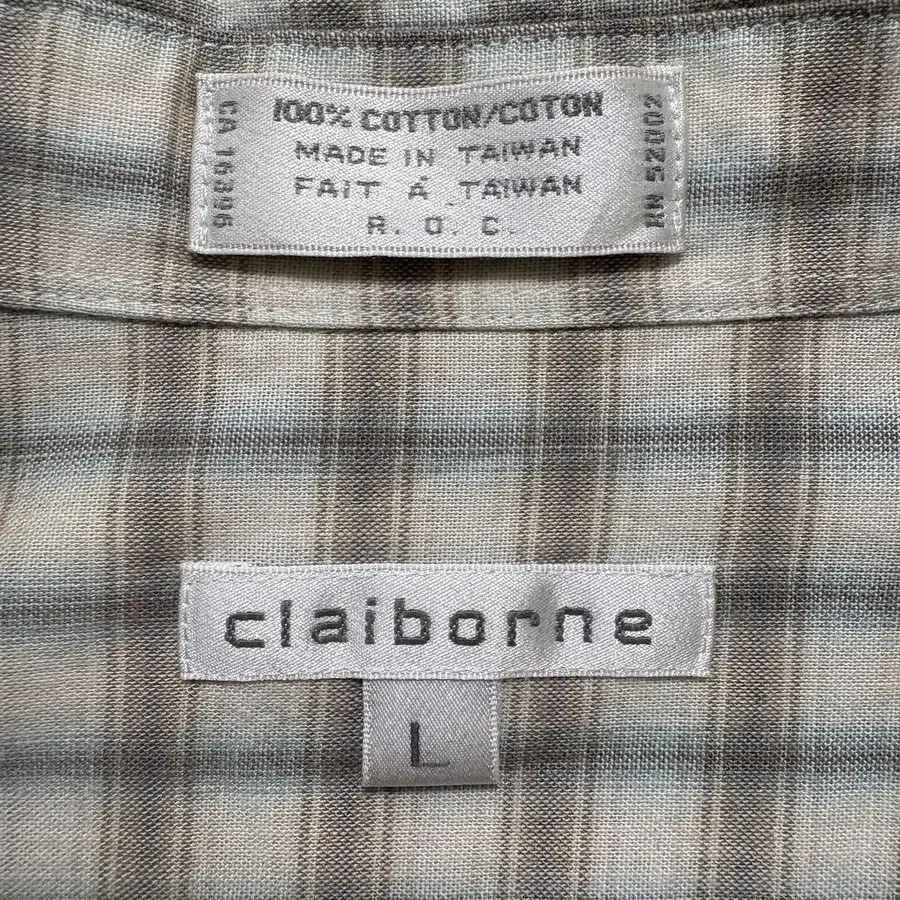 100% COTTON/COTON
MADE IN TAIWAN
FAIT À TAIWAN
R. O. C.
CA 16396
RN 52002
claiborne
L